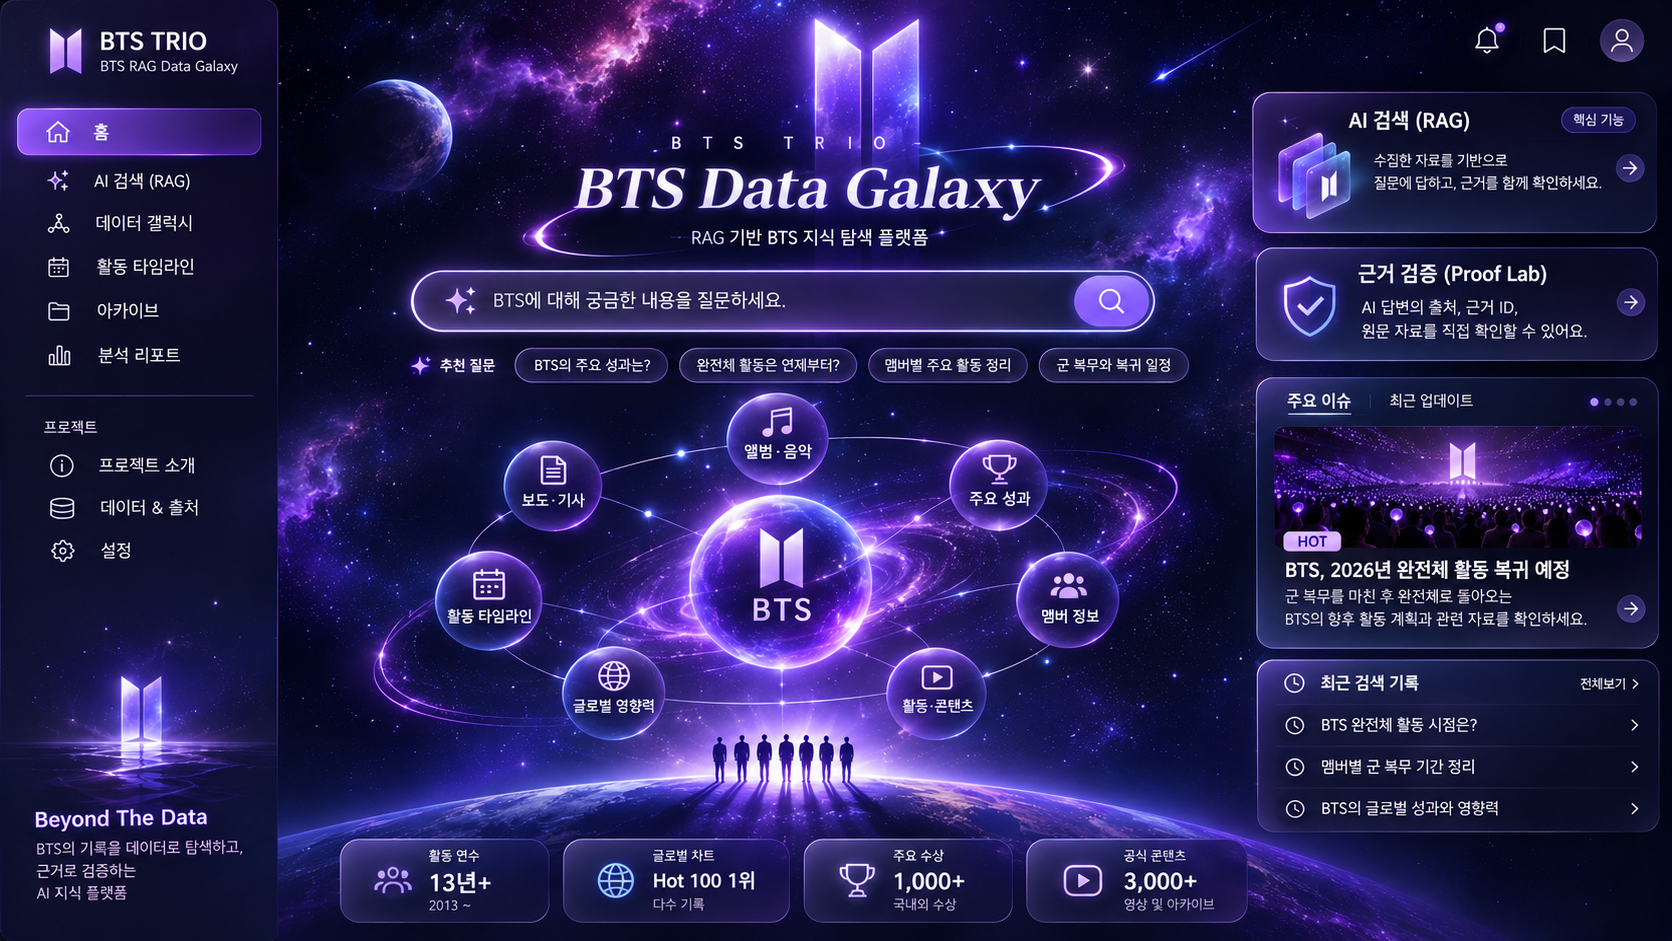 BTS TRIO
BTS RAG Data Galaxy
홈
AI 검색 (RAG)
데이터 갤럭시
활동 타임라인
아카이브
분석 리포트
프로젝트
프로젝트 소개
데이터 & 출처
설정
Beyond The Data
BTS의 기록을 데이터로 탐색하고,
근거로 검증하는
AI 지식 플랫폼
BTS TRIO
BTS Data Galaxy
RAG 기반 BTS 지식 탐색 플랫폼
BTS에 대해 궁금한 내용을 질문하세요.
추천 질문
BTS의 주요 성과는?
완전체 활동은 언제부터?
맴버별 주요 활동 정리
군 복무와 복귀 일정
앨범 · 음악
보도·기사
주요 성과
활동 타임라인
BTS
맴버 정보
글로벌 영향력
활동·콘텐츠
활동 연수
13년+
2013 ~
글로벌 차트
Hot 100 1위
다수 기록
주요 수상
1,000+
국내외 수상
공식 콘텐츠
3,000+
영상 및 아카이브
AI 검색 (RAG)
핵심 기능
수집한 자료를 기반으로
질문에 답하고, 근거를 함께 확인하세요.
근거 검증 (Proof Lab)
AI 답변의 출처, 근거 ID,
원문 자료를 직접 확인할 수 있어요.
주요 이슈
최근 업데이트
HOT
BTS, 2026년 완전체 활동 복귀 예정
군 복무를 마친 후 완전체로 돌아오는
BTS의 향후 활동 계획과 관련 자료를 확인하세요.
최근 검색 기록
전체보기
BTS 완전체 활동 시점은?
맴버별 군 복무 기간 정리
BTS의 글로벌 성과와 영향력